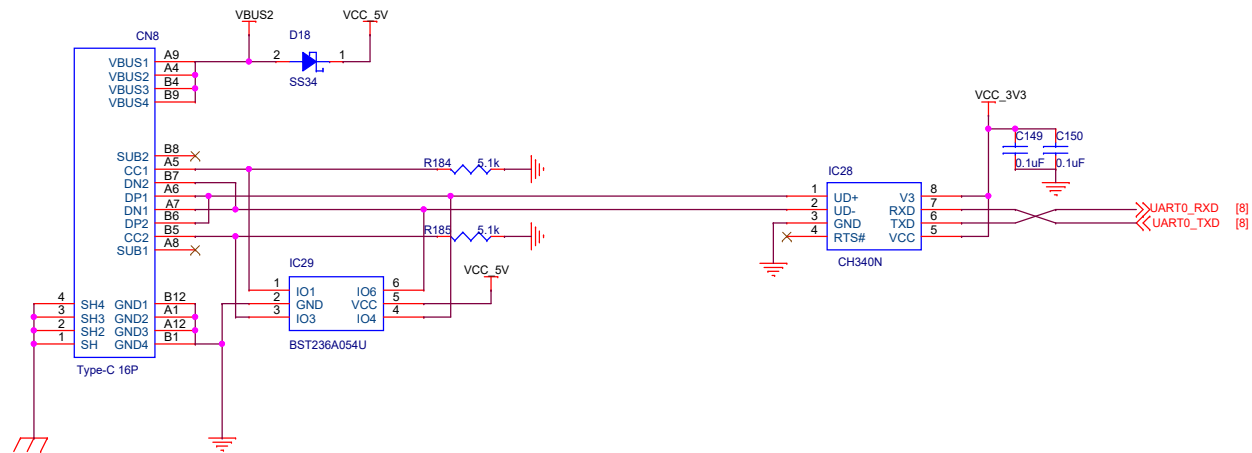 VBUS2
VCC_5V
CN8
D18
2
1
SS34
VBUS1 A9
VBUS2 A4
VBUS3 B4
VBUS4 B9
VCC_3V3
C149
C150
0.1uF
0.1uF
SUB2 B8
CC1 A5
DN2 B7
DP1 A6
DN1 A7
DP2 B6
CC2 B5
SUB1 A8
R184 5.1k
R185 5.1k
IC28
1 UD+ V3 8
2 UD- RXD 7
3 GND TXD 6
4 RTS# VCC 5
CH340N
UART0_RXD [8]
UART0_TXD [8]
IC29
VCC_5V
1 IO1 IO6 6
2 GND VCC 5
3 IO3 IO4 4
BST236A054U
4 SH4 GND1 B12
3 SH3 GND2 A1
2 SH2 GND3 A12
1 SH GND4 B1
Type-C 16P